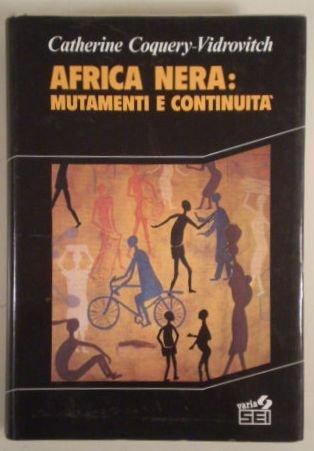 Catherine Coquery-Vidrovitch
AFRICA NERA:
MUTAMENTI E CONTINUITA'
varia
SEI